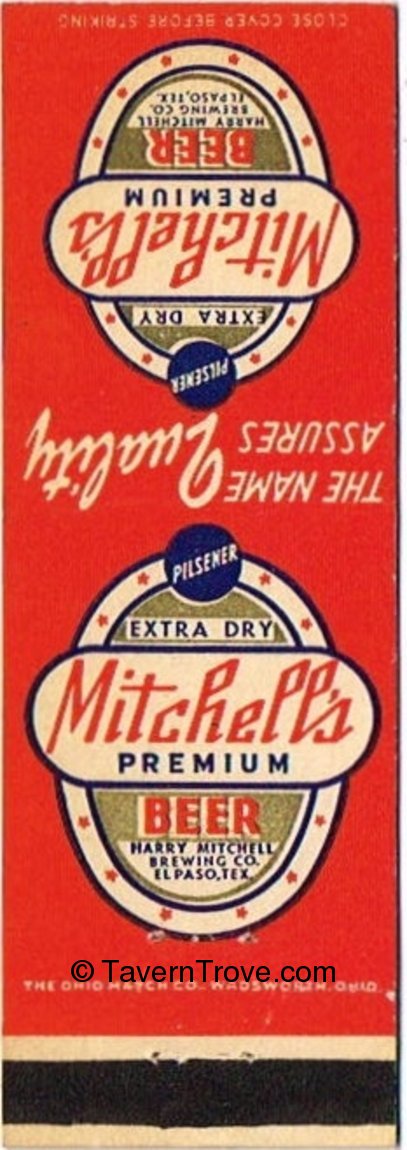 CLOSE COVER BEFORE STRIKING
PILSENER
EXTRA DRY
Mitchell's
PREMIUM
BEER
HARRY MITCHELL
BREWING CO.
EL PASO, TEX.
THE NAME
ASSURES Quality
PILSENER
EXTRA DRY
Mitchell's
PREMIUM
BEER
HARRY MITCHELL
BREWING CO.
EL PASO, TEX.
© TavernTrove.com
THE OHIO MATCH CO. WADSWORTH, OHIO